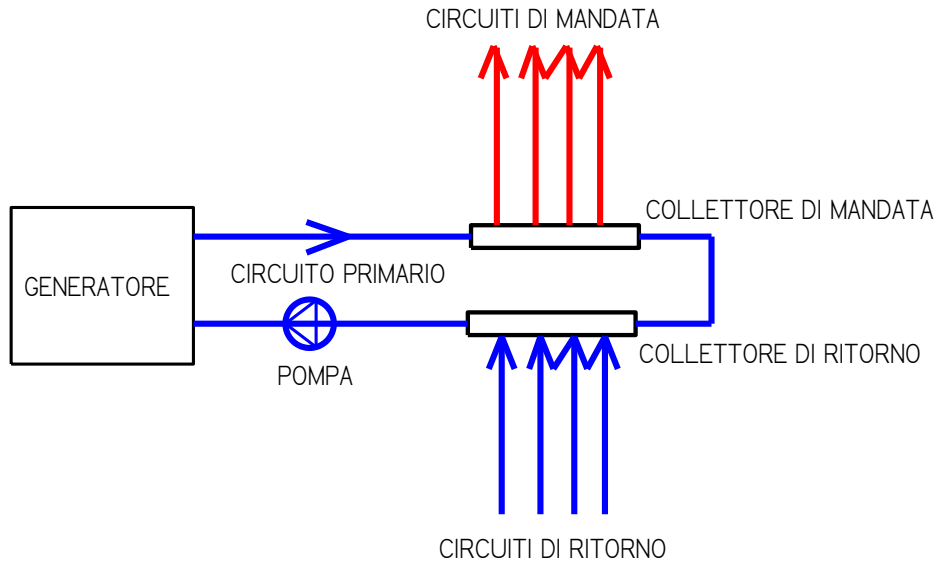 CIRCUITI DI MANDATA
COLLETTORE DI MANDATA
CIRCUITO PRIMARIO
GENERATORE
COLLETTORE DI RITORNO
POMPA
CIRCUITI DI RITORNO